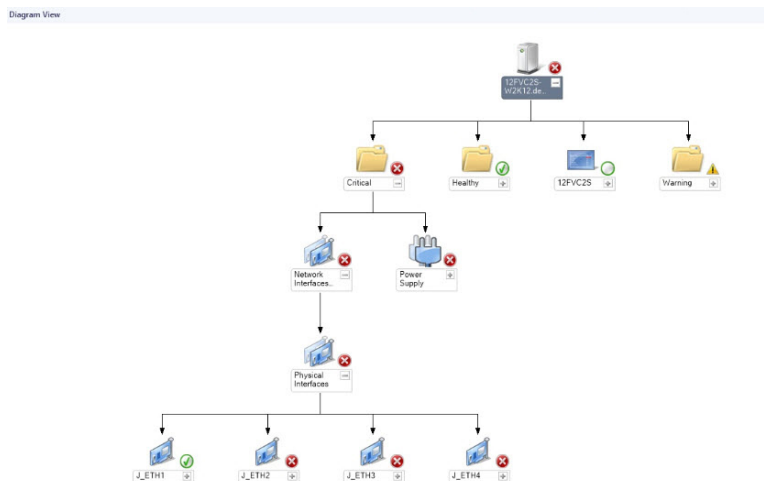 Diagram View
12FVC2S-
W2K12.de..
Critical
Healthy
12FVC2S
Warning
Network
Interfaces..
Power
Supply
Physical
Interfaces
J_ETH1
J_ETH2
J_ETH3
J_ETH4